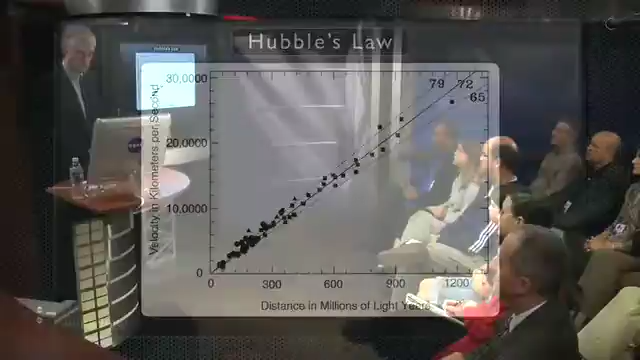 Hubble's Law
30,0000
79 72
65
20,0000
10,0000
0
0 300 600 900 1200
Velocity in Kilometers per Second
Distance in Millions of Light Years